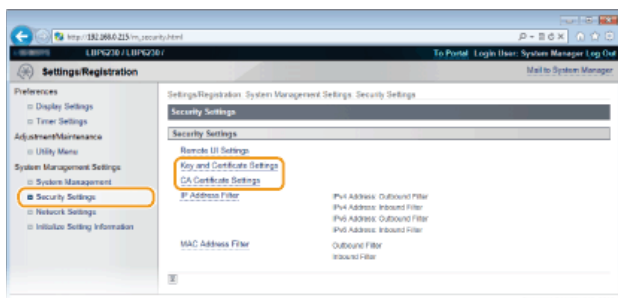 http://192.168.0.215/m_security.html
LBP6230 / LBP6230 /
To Portal Login User: System Manager Log Out
Settings/Registration
Mail to System Manager
Preferences
Display Settings
Timer Settings
Adjustment/Maintenance
Utility Menu
System Management Settings
System Management
Security Settings
Network Settings
Initialize Setting Information
Settings/Registration: System Management Settings: Security Settings
Security Settings
Security Settings
Remote UI Settings
Key and Certificate Settings
CA Certificate Settings
IP Address Filter
IPv4 Address: Outbound Filter
IPv4 Address: Inbound Filter
IPv6 Address: Outbound Filter
IPv6 Address: Inbound Filter
MAC Address Filter
Outbound Filter
Inbound Filter